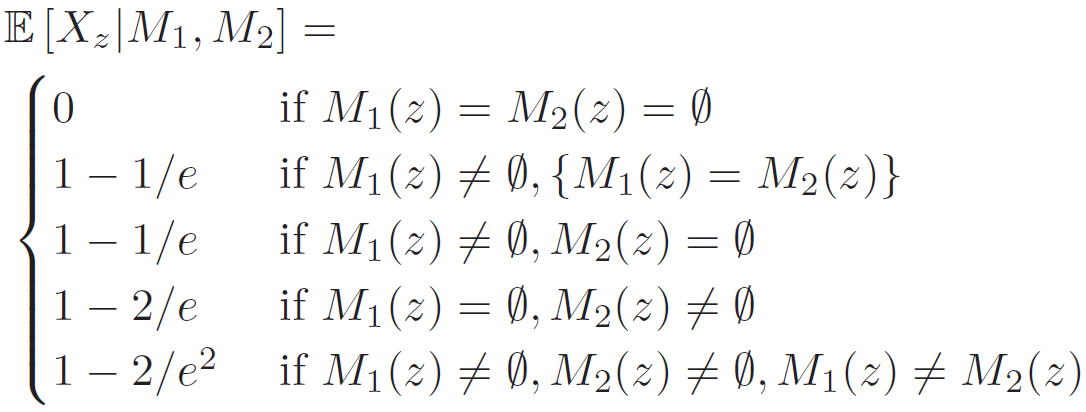 𝔼 [X_z|M_1, M_2] =
0 if M_1(z) = M_2(z) = ∅
1 − 1/e if M_1(z) ≠ ∅, {M_1(z) = M_2(z)}
1 − 1/e if M_1(z) ≠ ∅, M_2(z) = ∅
1 − 2/e if M_1(z) = ∅, M_2(z) ≠ ∅
1 − 2/e^2 if M_1(z) ≠ ∅, M_2(z) ≠ ∅, M_1(z) ≠ M_2(z)